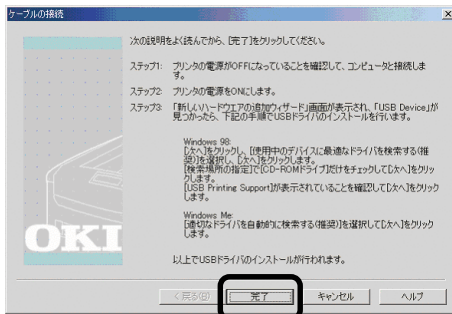 ケーブルの接続
次の説明をよく読んでから、[完了]をクリックしてください。
ステップ1: プリンタの電源がOFFになっていることを確認して、コンピュータと接続しま
す。
ステップ2: プリンタの電源をONにします。
ステップ3: 「新しいハードウエアの追加ウィザード」画面が表示され、「USB Device」が
見つかったら、下記の手順でUSBドライバのインストールを行います。
Windows 98:
[次へ]をクリックし、[使用中のデバイスに最適なドライバを検索する(推
奨)]を選択し、[次へ]をクリックします。
[検索場所の指定]で[CD-ROMドライブ]だけをチェックして[次へ]をクリッ
クします。
[USB Printing Support]が表示されていることを確認して[次へ]をクリック
します。
Windows Me:
[適切なドライバを自動的に検索する(推奨)]を選択して[次へ]をクリック
します。
以上でUSBドライバのインストールが行われます。
OKI
< 戻る(B)
完了
キャンセル
ヘルプ